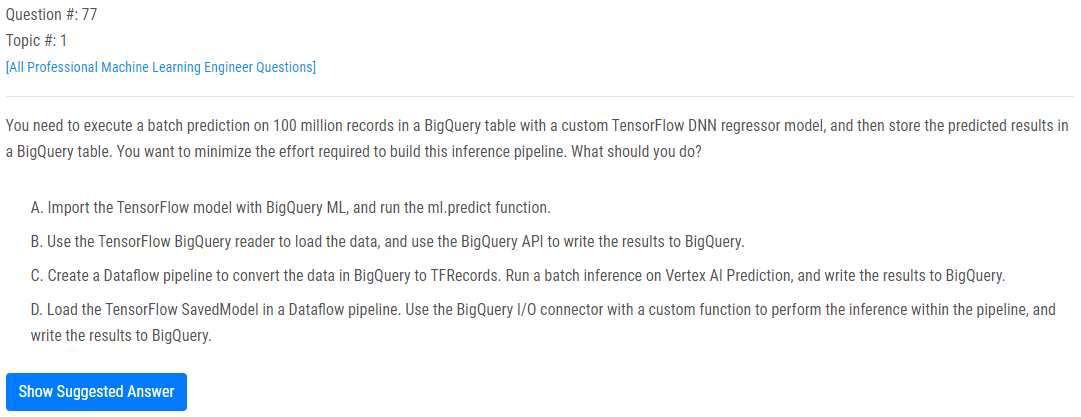 Question #: 77
Topic #: 1
[All Professional Machine Learning Engineer Questions]
You need to execute a batch prediction on 100 million records in a BigQuery table with a custom TensorFlow DNN regressor model, and then store the predicted results in
a BigQuery table. You want to minimize the effort required to build this inference pipeline. What should you do?
A. Import the TensorFlow model with BigQuery ML, and run the ml.predict function.
B. Use the TensorFlow BigQuery reader to load the data, and use the BigQuery API to write the results to BigQuery.
C. Create a Dataflow pipeline to convert the data in BigQuery to TFRecords. Run a batch inference on Vertex AI Prediction, and write the results to BigQuery.
D. Load the TensorFlow SavedModel in a Dataflow pipeline. Use the BigQuery I/O connector with a custom function to perform the inference within the pipeline, and
write the results to BigQuery.
Show Suggested Answer